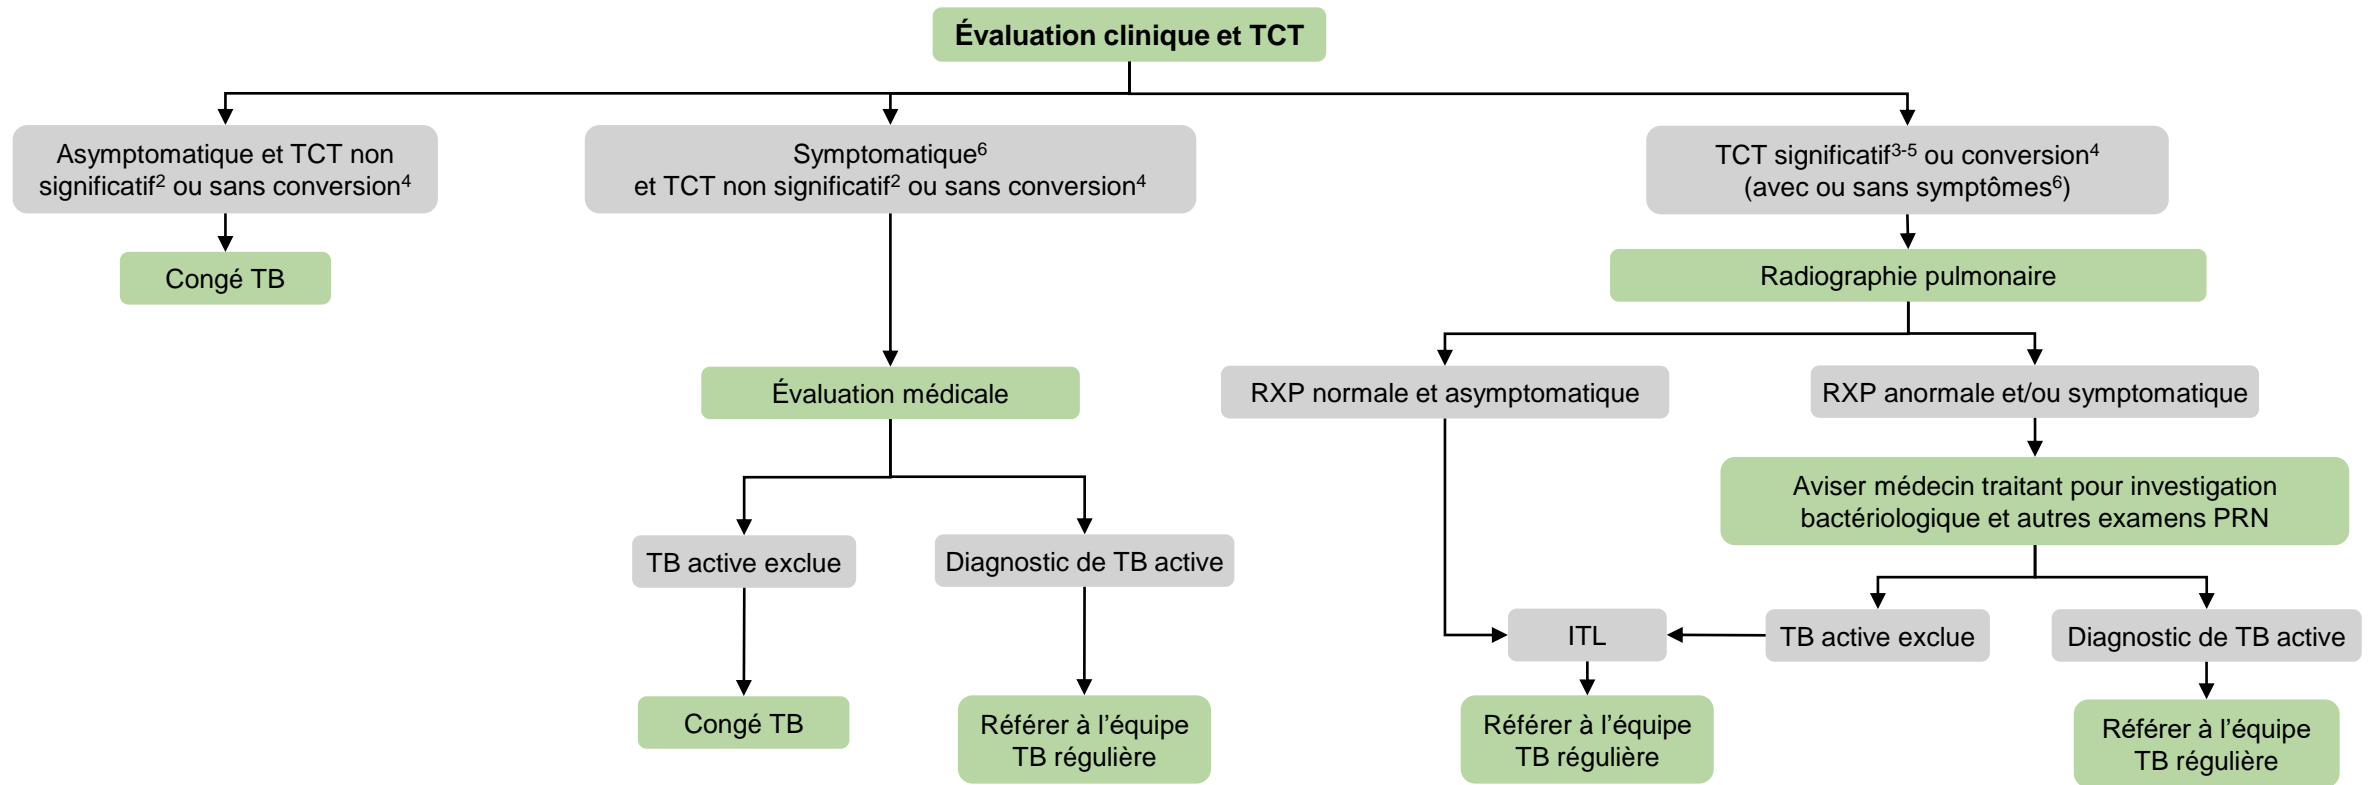 Évaluation clinique et TCT
Asymptomatique et TCT non
significatif² ou sans conversion⁴
Symptomatique⁶
et TCT non significatif² ou sans conversion⁴
TCT significatif³⁻⁵ ou conversion⁴
(avec ou sans symptômes⁶)
Congé TB
Radiographie pulmonaire
Évaluation médicale
RXP normale et asymptomatique
RXP anormale et/ou symptomatique
Aviser médecin traitant pour investigation
bactériologique et autres examens PRN
TB active exclue
Diagnostic de TB active
ITL
TB active exclue
Diagnostic de TB active
Congé TB
Référer à l’équipe
TB régulière
Référer à l’équipe
TB régulière
Référer à l’équipe
TB régulière